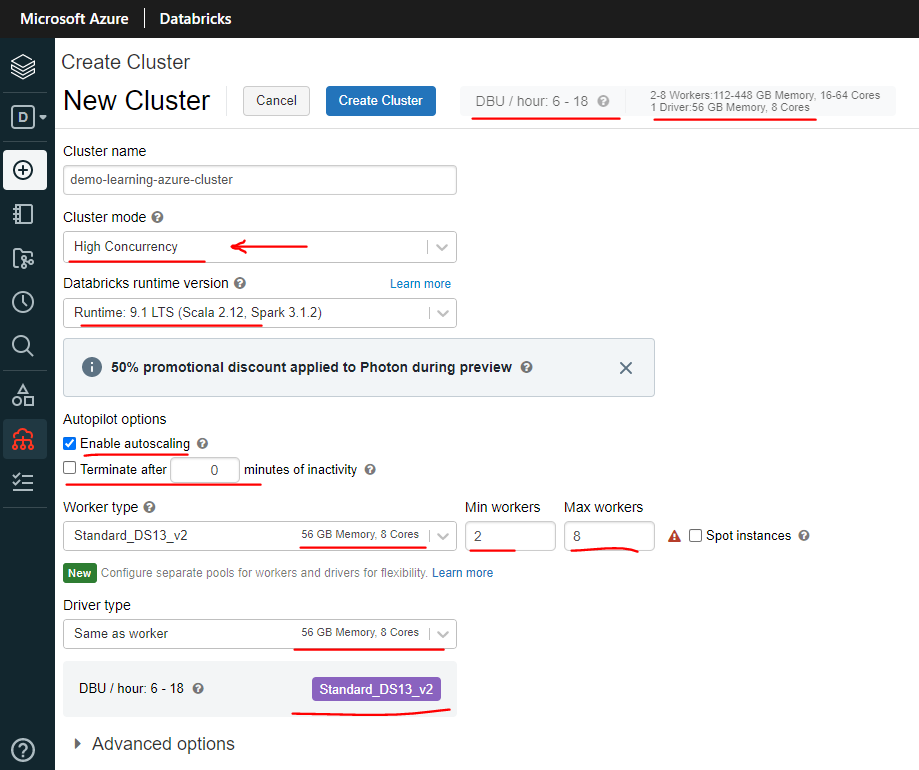 Microsoft Azure Databricks
Create Cluster
New Cluster
Cancel
Create Cluster
DBU / hour: 6 - 18 ?
2-8 Workers:112-448 GB Memory, 16-64 Cores
1 Driver:56 GB Memory, 8 Cores
D
Cluster name
demo-learning-azure-cluster
Cluster mode ?
High Concurrency
Databricks runtime version ? Learn more
Runtime: 9.1 LTS (Scala 2.12, Spark 3.1.2)
i 50% promotional discount applied to Photon during preview ?
Autopilot options
Enable autoscaling ?
Terminate after 0 minutes of inactivity ?
Worker type ? Min workers Max workers
Standard_DS13_v2 56 GB Memory, 8 Cores 2 8 Spot instances ?
New Configure separate pools for workers and drivers for flexibility. Learn more
Driver type
Same as worker 56 GB Memory, 8 Cores
DBU / hour: 6 - 18 ? Standard_DS13_v2
Advanced options
?